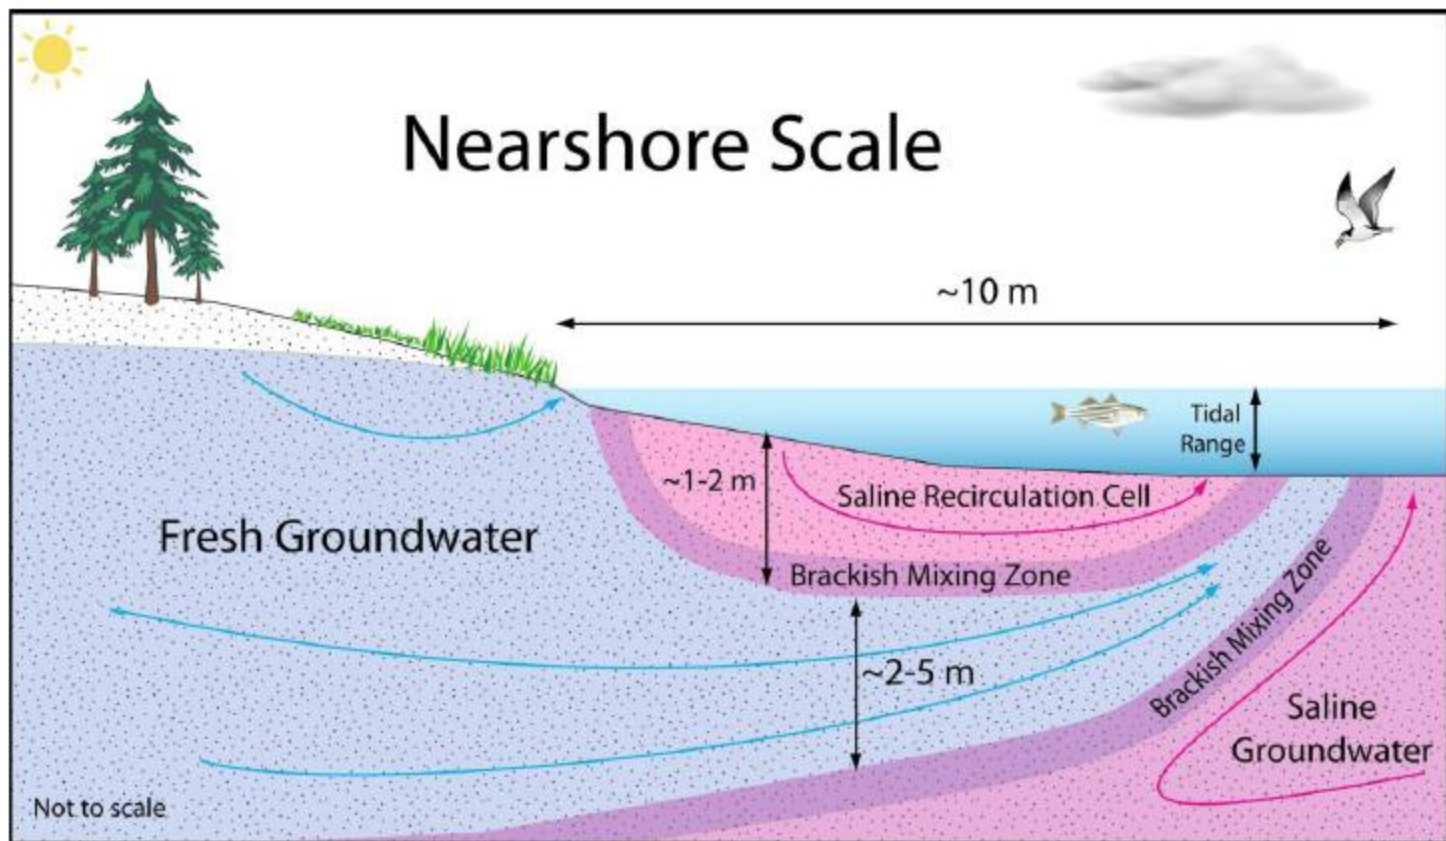 Nearshore Scale
~10 m
Tidal
Range
~1-2 m
Saline Recirculation Cell
Fresh Groundwater
Brackish Mixing Zone
Brackish Mixing Zone
~2-5 m
Saline
Groundwater
Not to scale